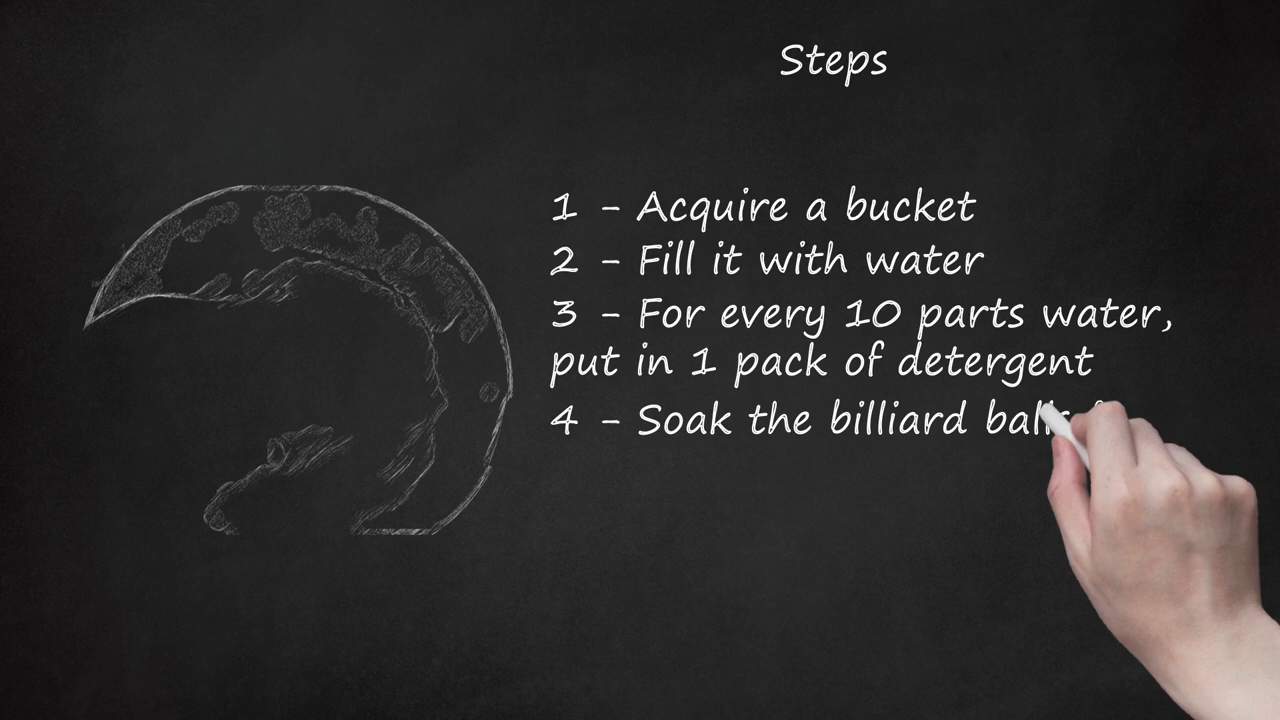 Steps
1 - Acquire a bucket
2 - Fill it with water
3 - For every 10 parts water,
put in 1 pack of detergent
4 - Soak the billiard balls